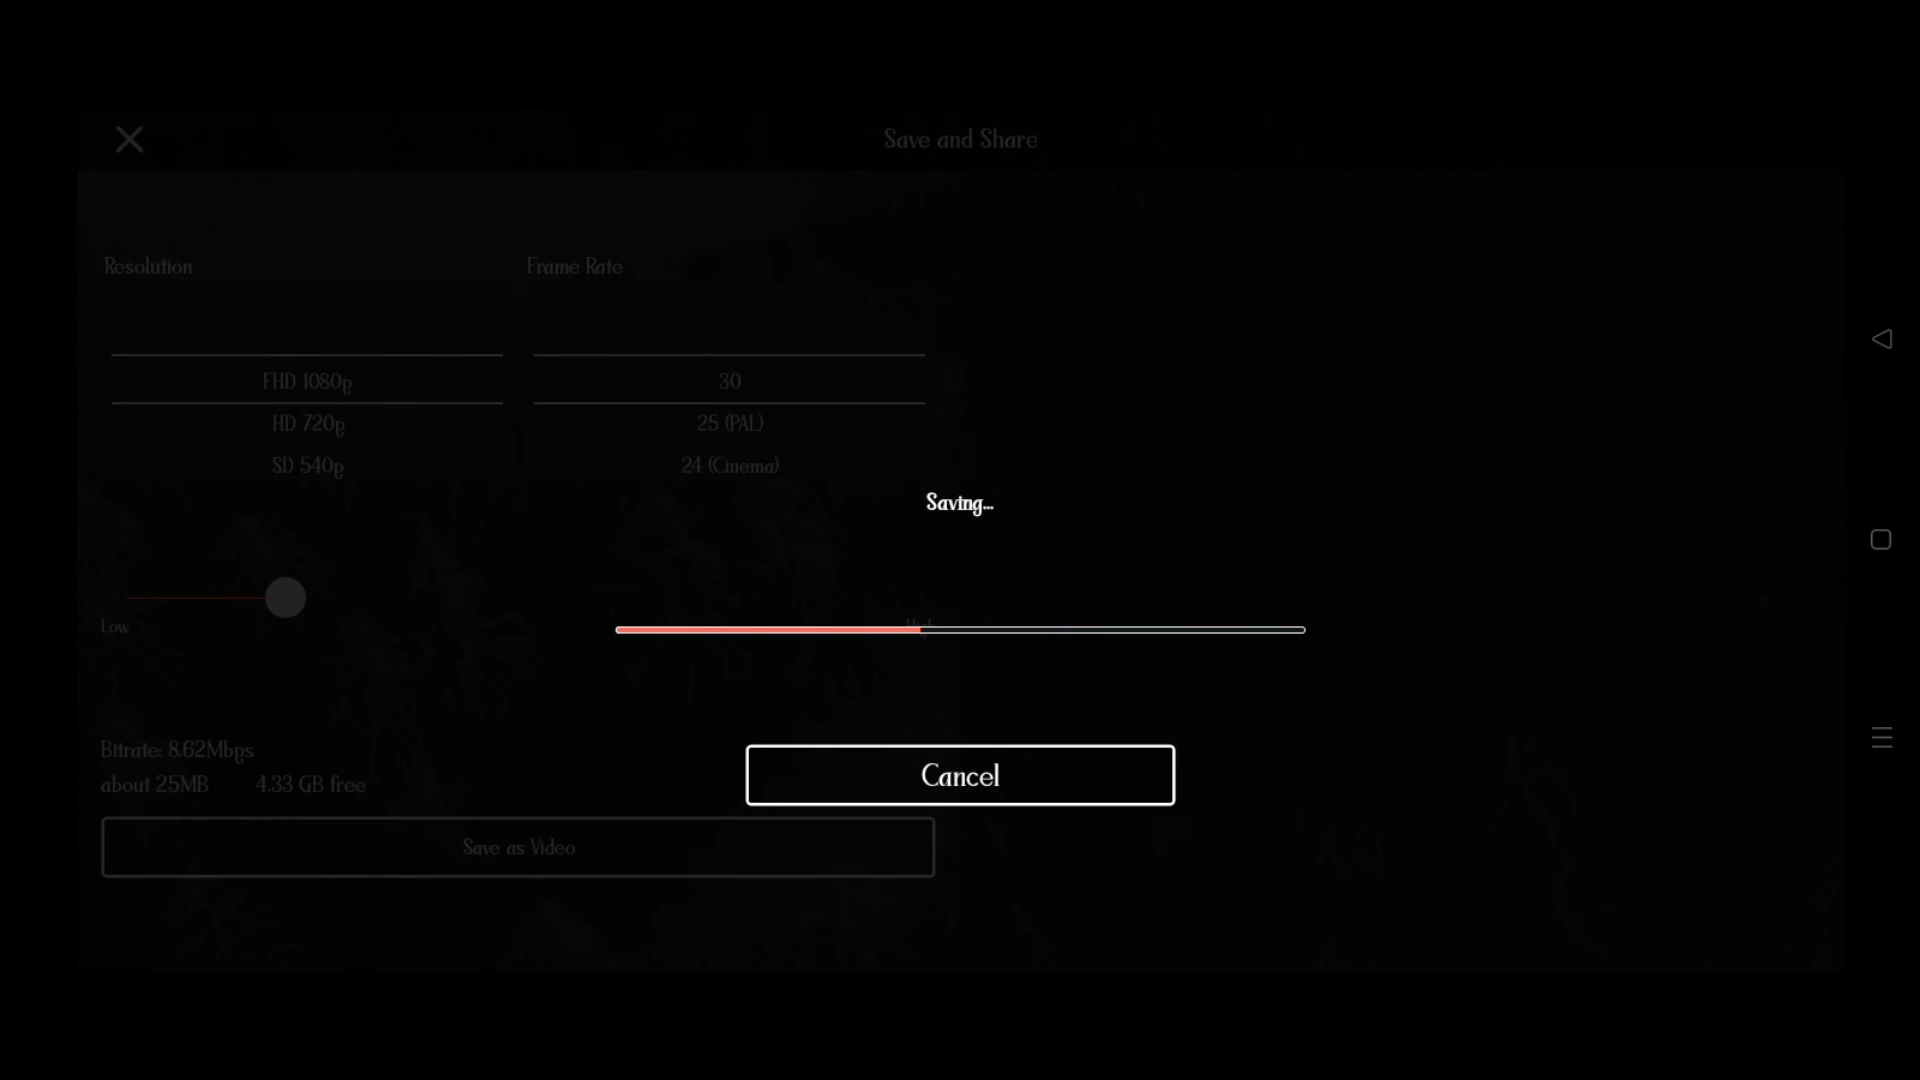 Save and Share
Resolution
Frame Rate
FHD 1080p
30
HD 720p
25 (PAL)
SD 540p
24 (Cinema)
Saving...
Low
High
Bitrate: 8.62Mbps
about 25MB
4.33 GB free
Cancel
Save as Video